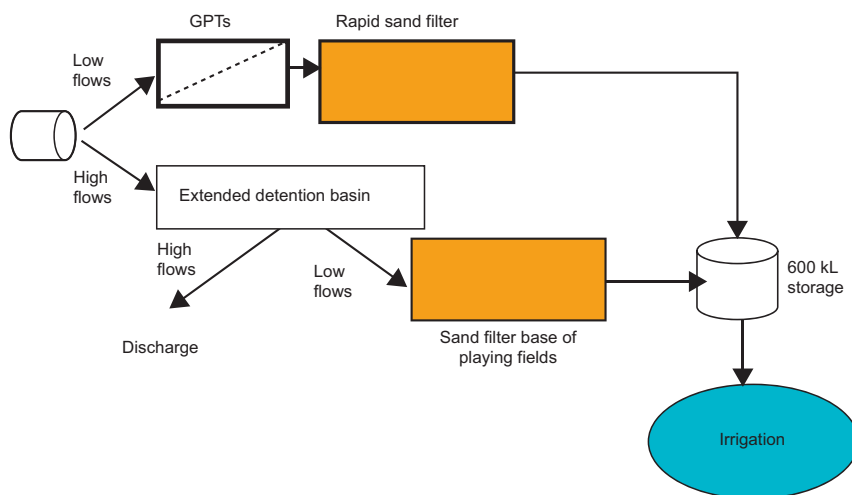 GPTs
Rapid sand filter
Low
flows
High
flows
Extended detention basin
High
flows
Low
flows
600 kL
storage
Discharge
Sand filter base of
playing fields
Irrigation